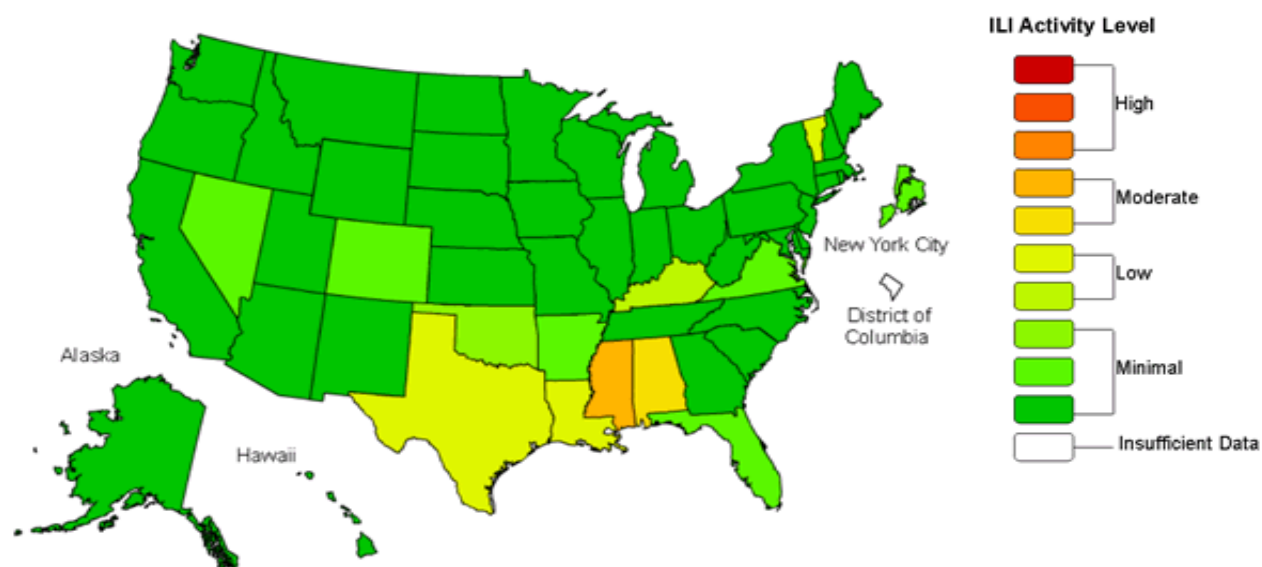 ILI Activity Level
High
Moderate
Low
Minimal
Insufficient Data
New York City
District of
Columbia
Alaska
Hawaii